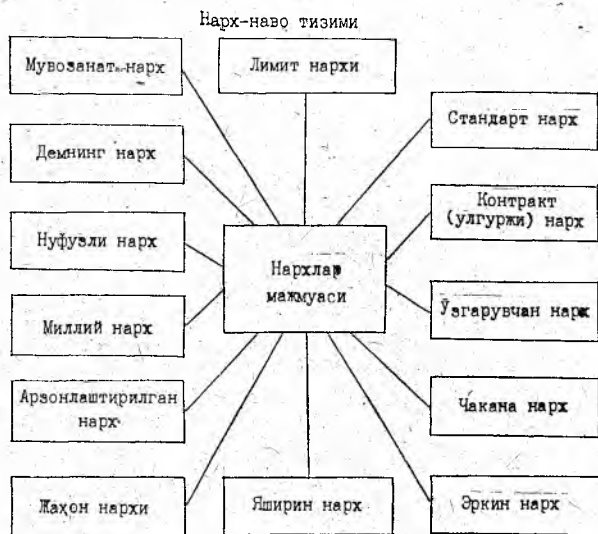 Нарх-наво тизими
Мувозанат нарх
Лимит нархи
Стандарт нарх
Демнинг нарх
Контракт
(улгуржи) нарх
Нуфузли нарх
Нархлар
мажмуаси
Миллий нарх
Ўзгарувчан нарх
Арзонлаштирилган
нарх
Чакана нарх
Жаҳон нархи
Яширин нарх
Эркин нарх